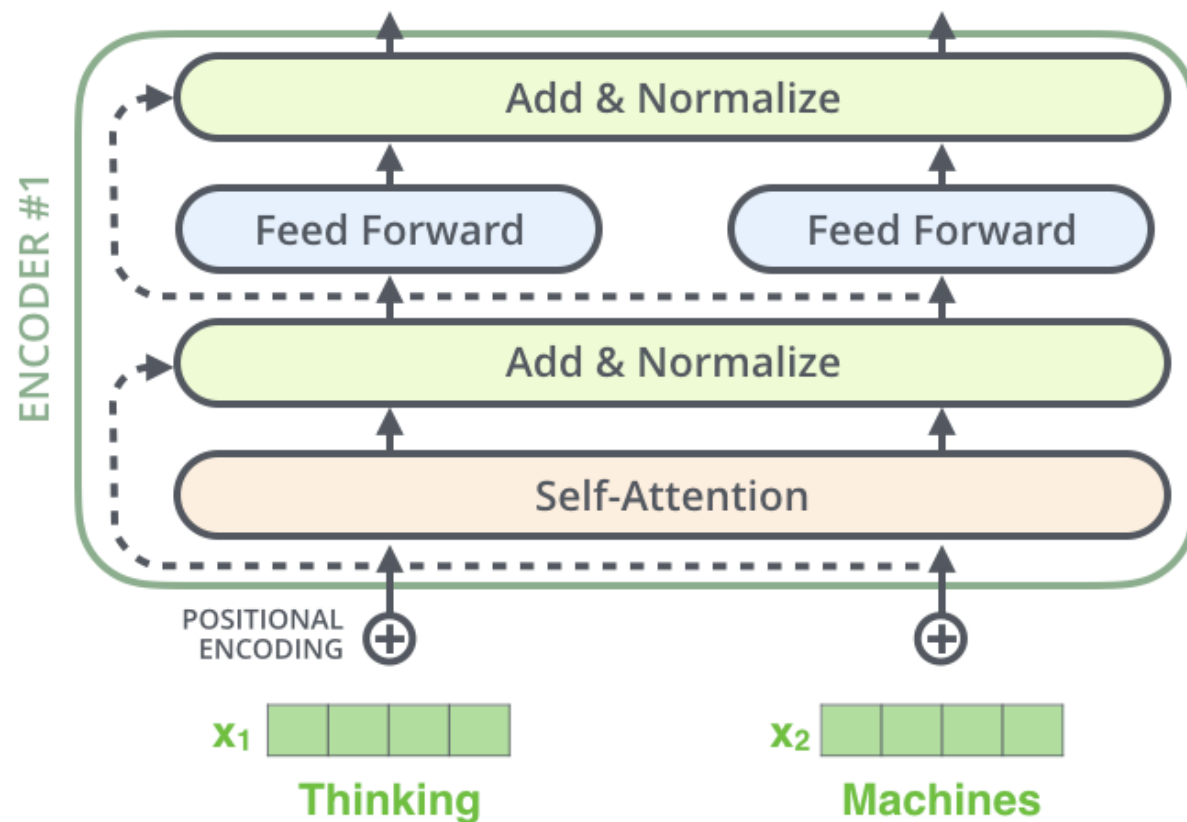 ENCODER #1
Add & Normalize
Feed Forward
Feed Forward
Add & Normalize
Self-Attention
POSITIONAL
ENCODING
x₁
x₂
Thinking
Machines